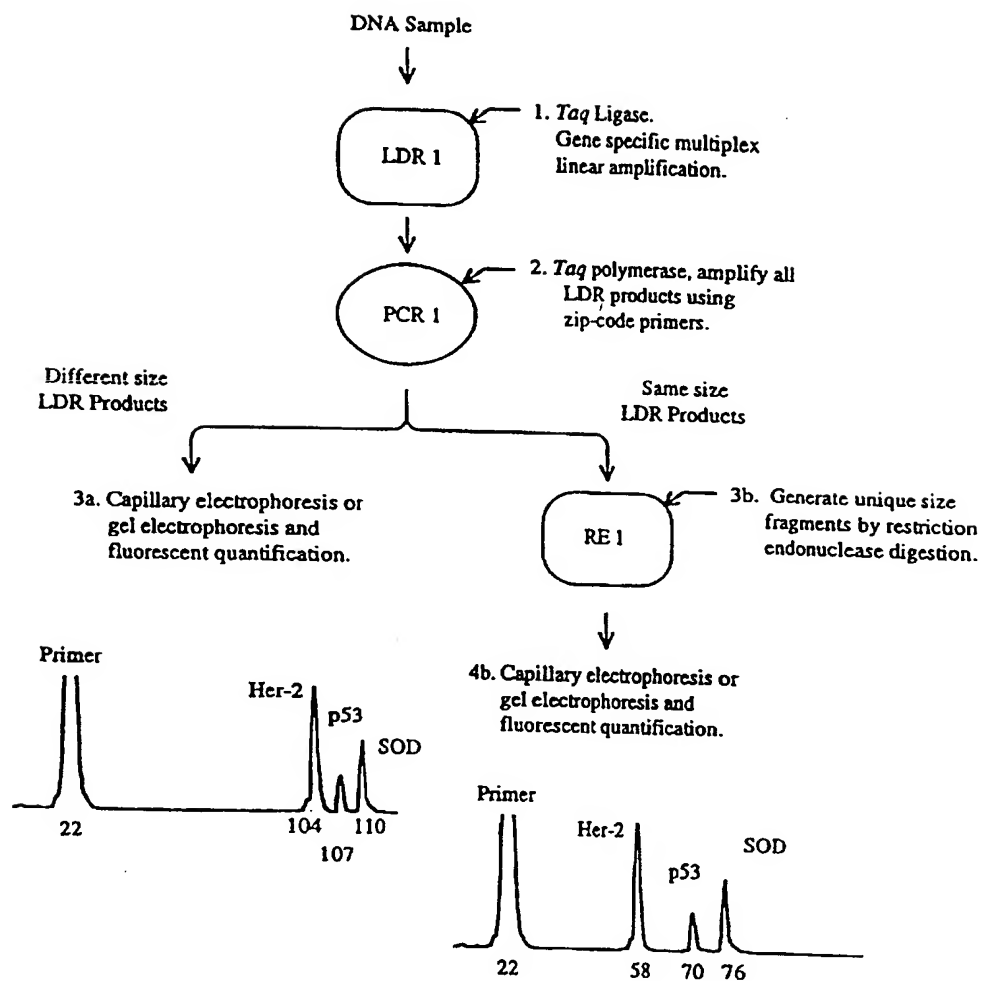 DNA Sample
LDR 1
1. Taq Ligase.
Gene specific multiplex
linear amplification.
PCR 1
2. Taq polymerase, amplify all
LDR products using
zip-code primers.
Different size
LDR Products
Same size
LDR Products
3a. Capillary electrophoresis or
gel electrophoresis and
fluorescent quantification.
RE 1
3b. Generate unique size
fragments by restriction
endonuclease digestion.
4b. Capillary electrophoresis or
gel electrophoresis and
fluorescent quantification.
Primer
Her-2
p53
SOD
22
104
110
107
Primer
Her-2
p53
SOD
22
58
70
76